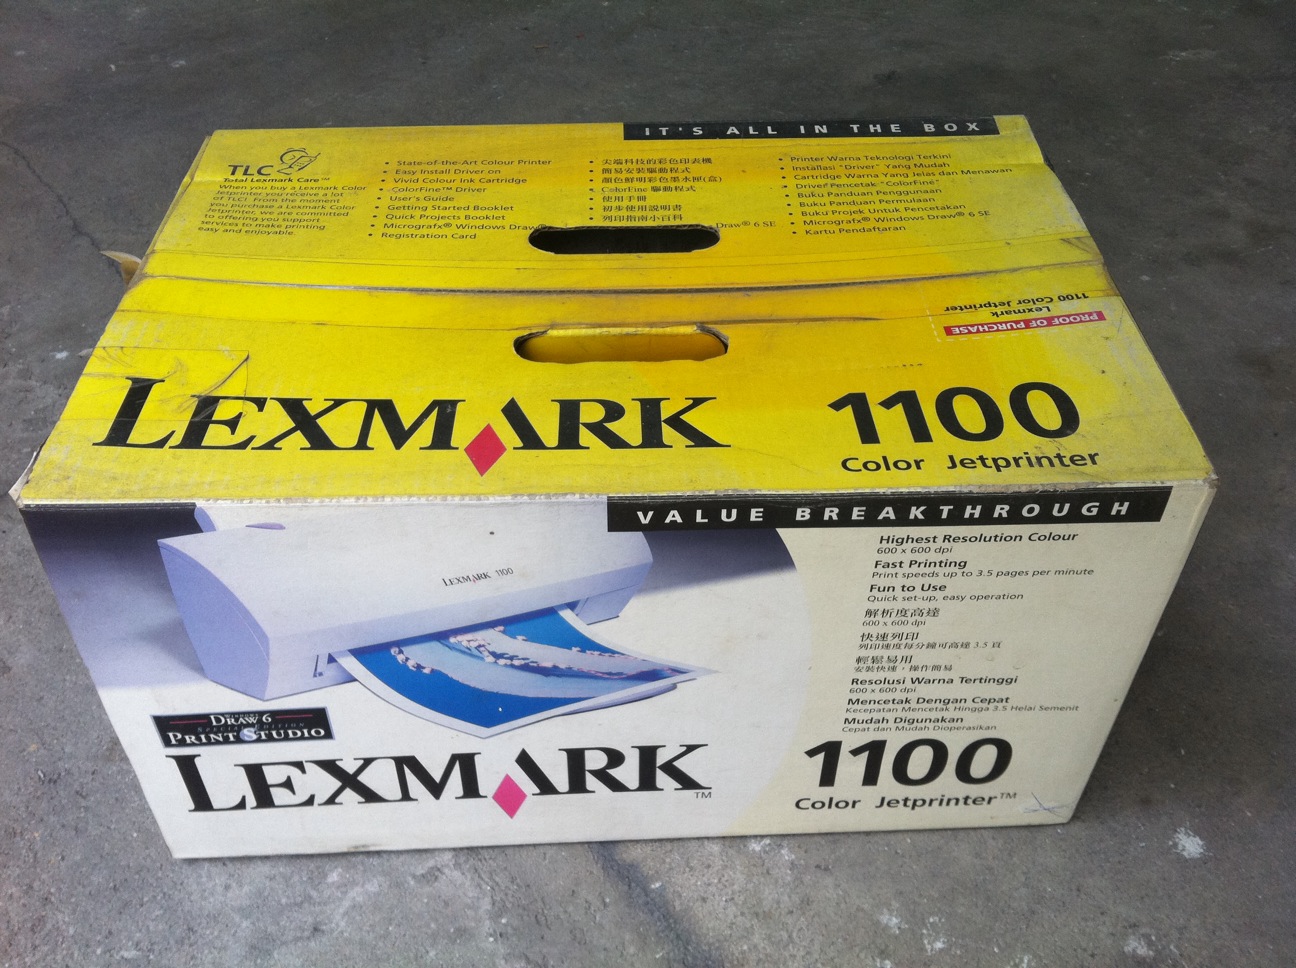 IT'S ALL IN THE BOX
TLC
Total Lexmark Care™
When you buy a Lexmark Color
Jetprinter you receive a lot
of TLC! From the moment
you purchase a Lexmark Color
Jetprinter, we are committed
to offering you support
services to make printing
easy and enjoyable.
• State-of-the-Art Colour Printer
• Easy Install Driver on
• Vivid Colour Ink Cartridge
• ColorFine™ Driver
• User's Guide
• Getting Started Booklet
• Quick Projects Booklet
• Micrografx® Windows Draw®
• Registration Card
• 尖端科技的彩色印表機
• 簡易安裝驅動程式
• 顏色鮮明彩色墨水匣(盒)
• ColorFine 驅動程式
• 使用手冊
• 初步使用說明書
• 列印指南小百科
Draw® 6 SE
• Printer Warna Teknologi Terkini
• Installasi "Driver" Yang Mudah
• Cartridge Warna Yang Jelas dan Menawan
• Driver Pencetak "ColorFine"
• Buku Panduan Penggunaan
• Buku Panduan Permulaan
• Buku Projek Untuk Pencetakan
• Micrografx® Windows Draw® 6 SE
• Kartu Pendaftaran
PROOF OF PURCHASE
Lexmark
1100 Color Jetprinter
LEXMARK
1100
Color Jetprinter
VALUE BREAKTHROUGH
LEXMARK 1100
Highest Resolution Colour
600 x 600 dpi
Fast Printing
Print speeds up to 3.5 pages per minute
Fun to Use
Quick set-up, easy operation
解析度高達
600 x 600 dpi
快速列印
列印速度每分鐘可高達 3.5 頁
輕鬆易用
安裝快速，操作簡易
Resolusi Warna Tertinggi
600 x 600 dpi
Mencetak Dengan Cepat
Kecepatan Mencetak Hingga 3.5 Helai Semenit
Mudah Digunakan
Cepat dan Mudah Dioperasikan
WINDOWS
DRAW 6
SPECIAL EDITION
PRINT STUDIO
LEXMARK™
1100
Color Jetprinter™